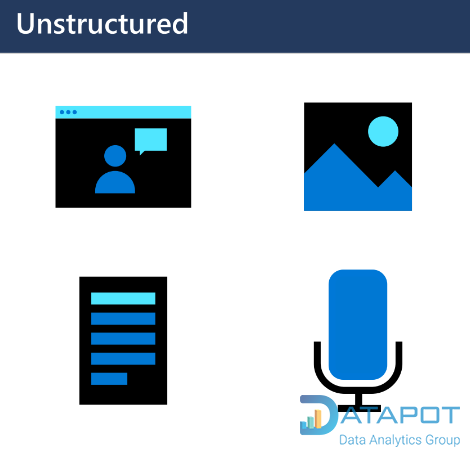 Unstructured
DATAPOT
Data Analytics Group